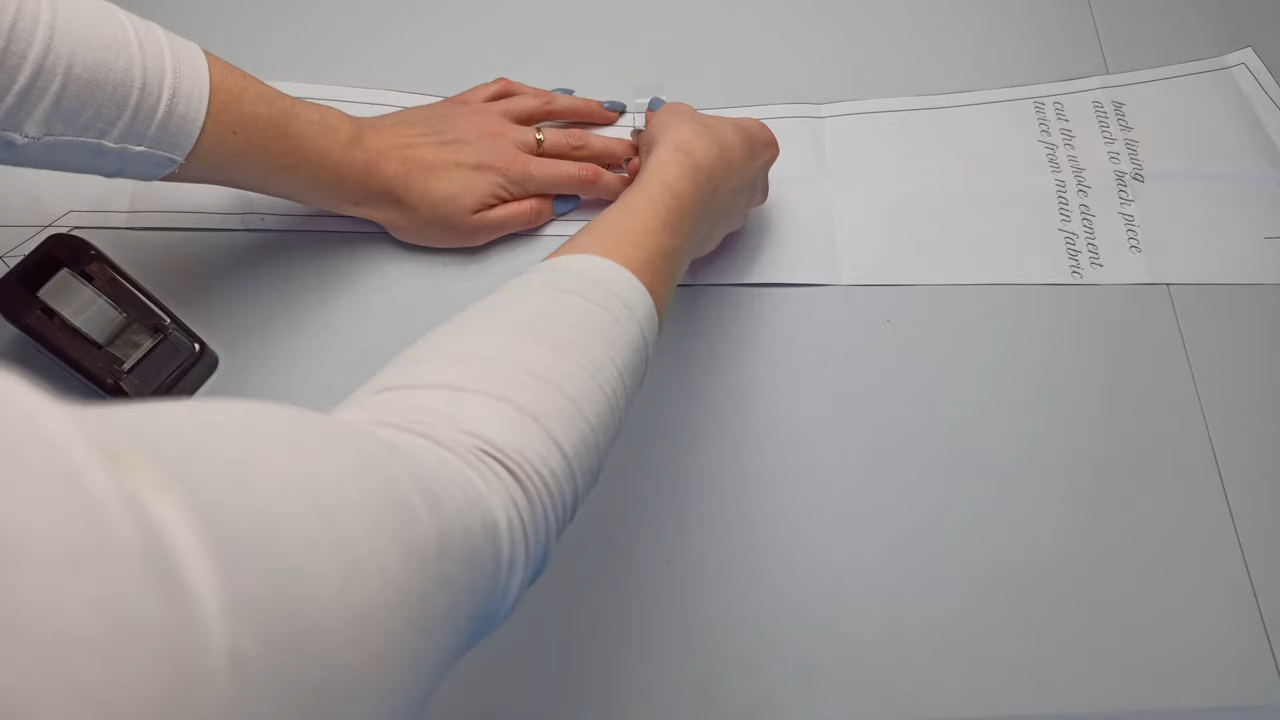 back lining
attach to back piece
cut the whole element
twice from main fabric